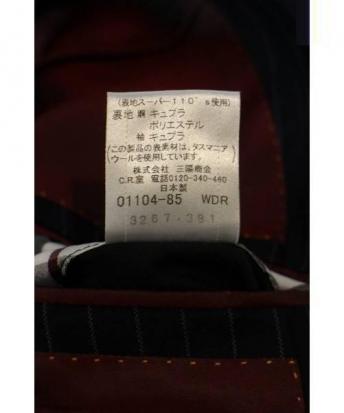 (表地スーパー110's使用)
裏地 胴 キュプラ
ポリエステル
袖 キュプラ
(この製品の表素材は、タスマニア
ウールを使用しています。)
株式会社 三陽商会
C.R.室 電話0120-340-460
日本製
01104-85 WDR
3267-381